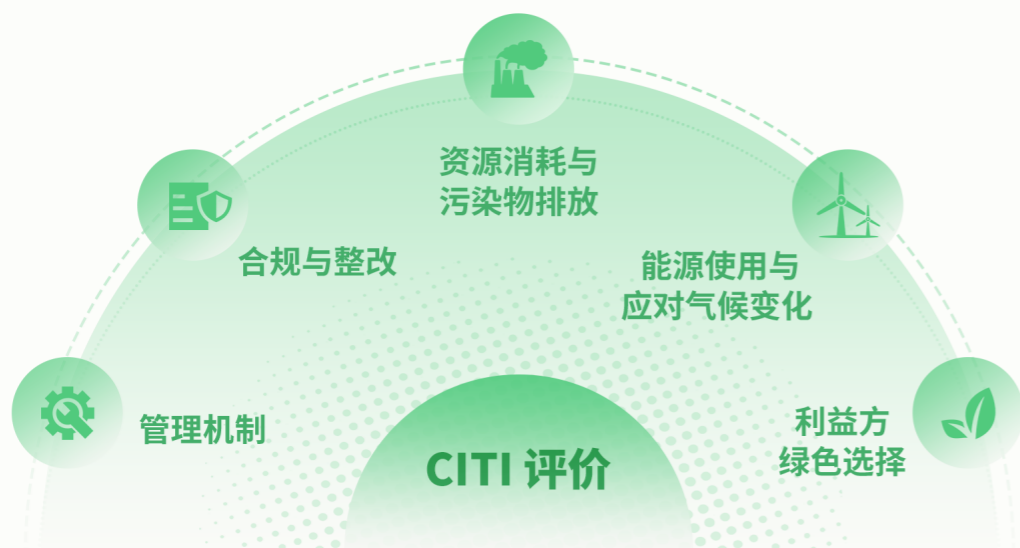 资源消耗与
污染物排放
合规与整改
能源使用与
应对气候变化
管理机制
利益方
绿色选择
CITI 评价